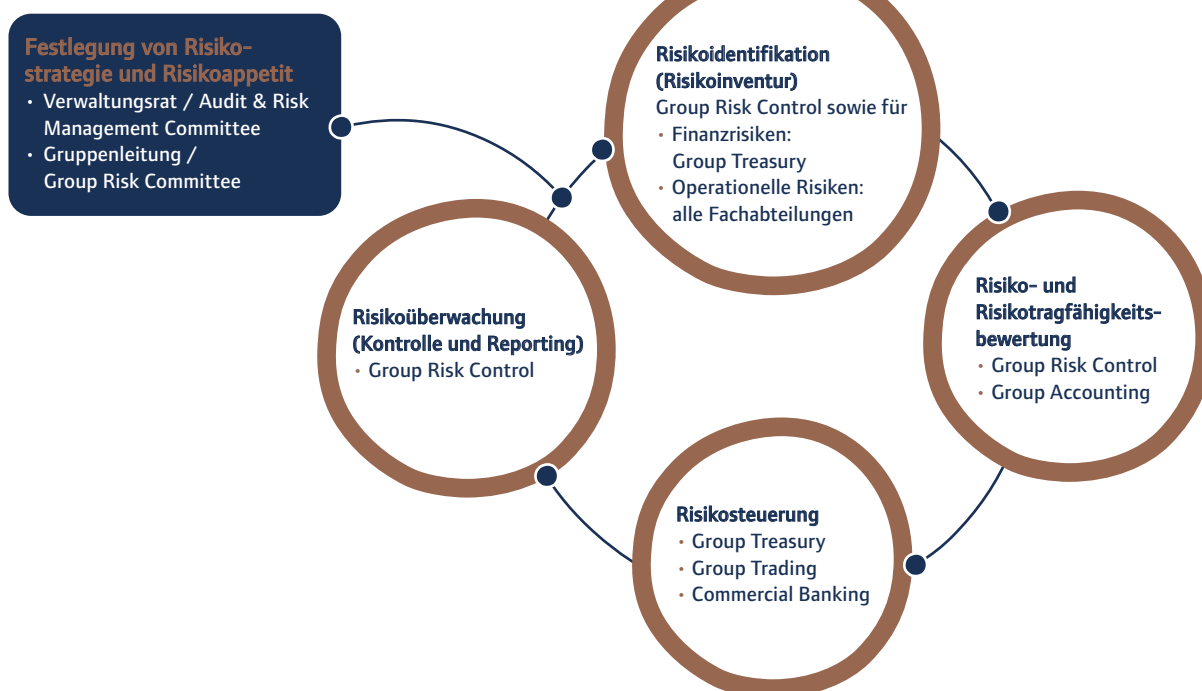 Festlegung von Risiko-
strategie und Risikoappetit
• Verwaltungsrat / Audit & Risk
Management Committee
• Gruppenleitung /
Group Risk Committee
Risikoidentifikation
(Risikoinventur)
Group Risk Control sowie für
• Finanzrisiken:
Group Treasury
• Operationelle Risiken:
alle Fachabteilungen
Risiko- und
Risikotragfähigkeits-
bewertung
• Group Risk Control
• Group Accounting
Risikosteuerung
• Group Treasury
• Group Trading
• Commercial Banking
Risikoüberwachung
(Kontrolle und Reporting)
• Group Risk Control